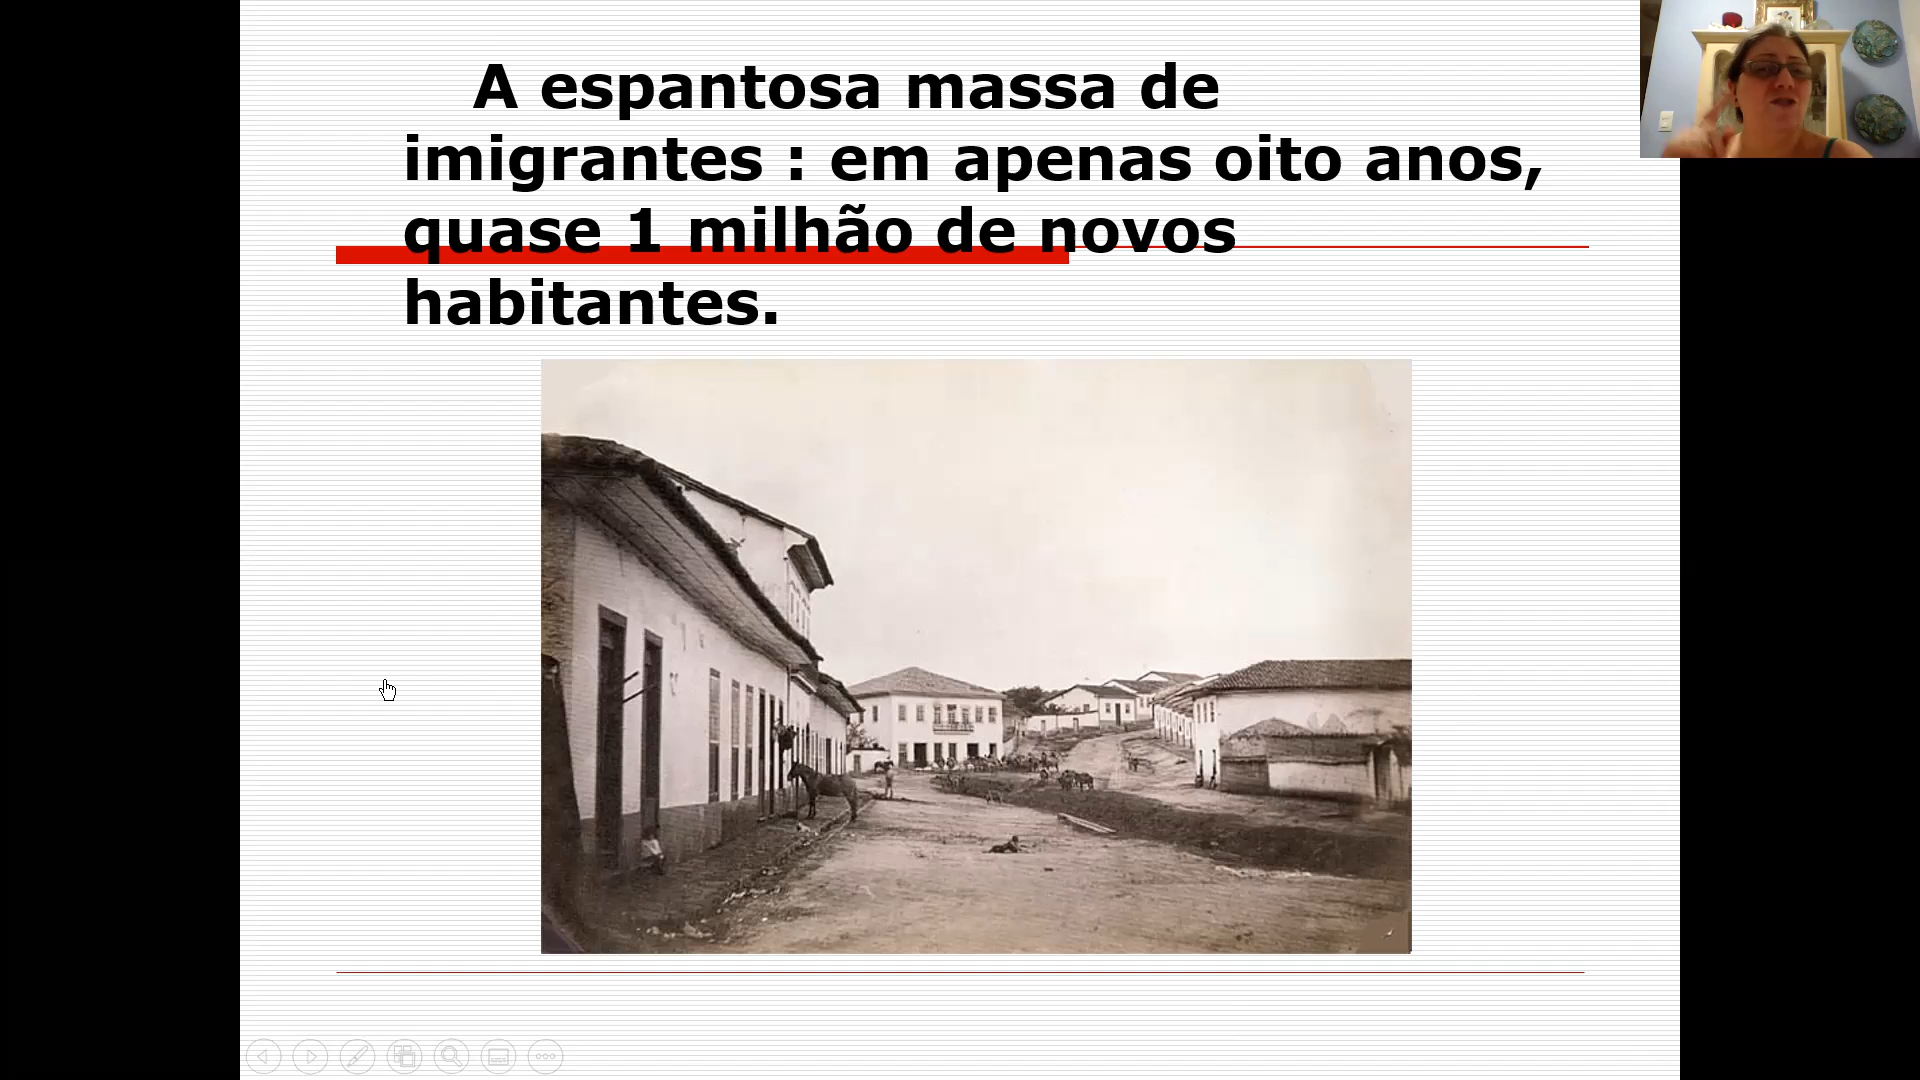 A espantosa massa de
imigrantes : em apenas oito anos,
quase 1 milhão de novos
habitantes.